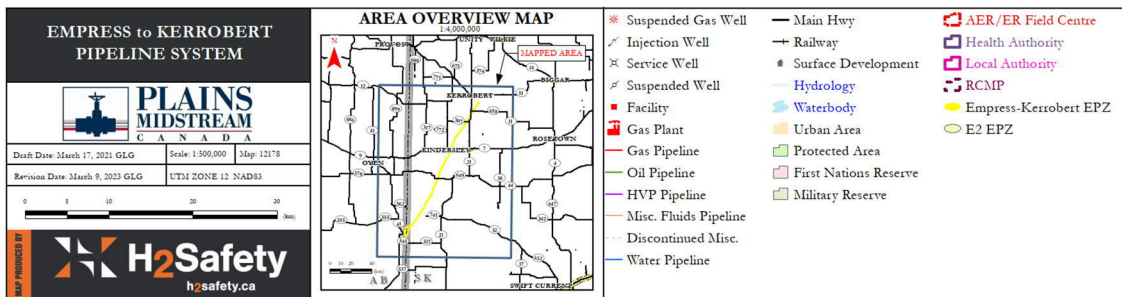 EMPRESS to KERROBERT
PIPELINE SYSTEM
PLAINS
MIDSTREAM
CANADA
Draft Date: March 17, 2021 GLG
Scale: 1:500,000
Map: 12178
Revision Date: March 9, 2023 GLG
UTM ZONE 12 NAD83
0 5 10 15 20 30
(km)
MAP PRODUCED BY
H2Safety
h2safety.ca
AREA OVERVIEW MAP
1:4,000,000
N
PROVOST
UNITY
WILKIE
MAPPED AREA
BIGGAR
KERROBERT
ROSETOWN
KINDERSLEY
OYEN
AB
SK
SWIFT CURRENT
Suspended Gas Well
Injection Well
Service Well
Suspended Well
Facility
Gas Plant
Gas Pipeline
Oil Pipeline
HVP Pipeline
Misc. Fluids Pipeline
Discontinued Misc.
Water Pipeline
Main Hwy
Railway
Surface Development
Hydrology
Waterbody
Urban Area
Protected Area
First Nations Reserve
Military Reserve
AER/ER Field Centre
Health Authority
Local Authority
RCMP
Empress-Kerrobert EPZ
E2 EPZ